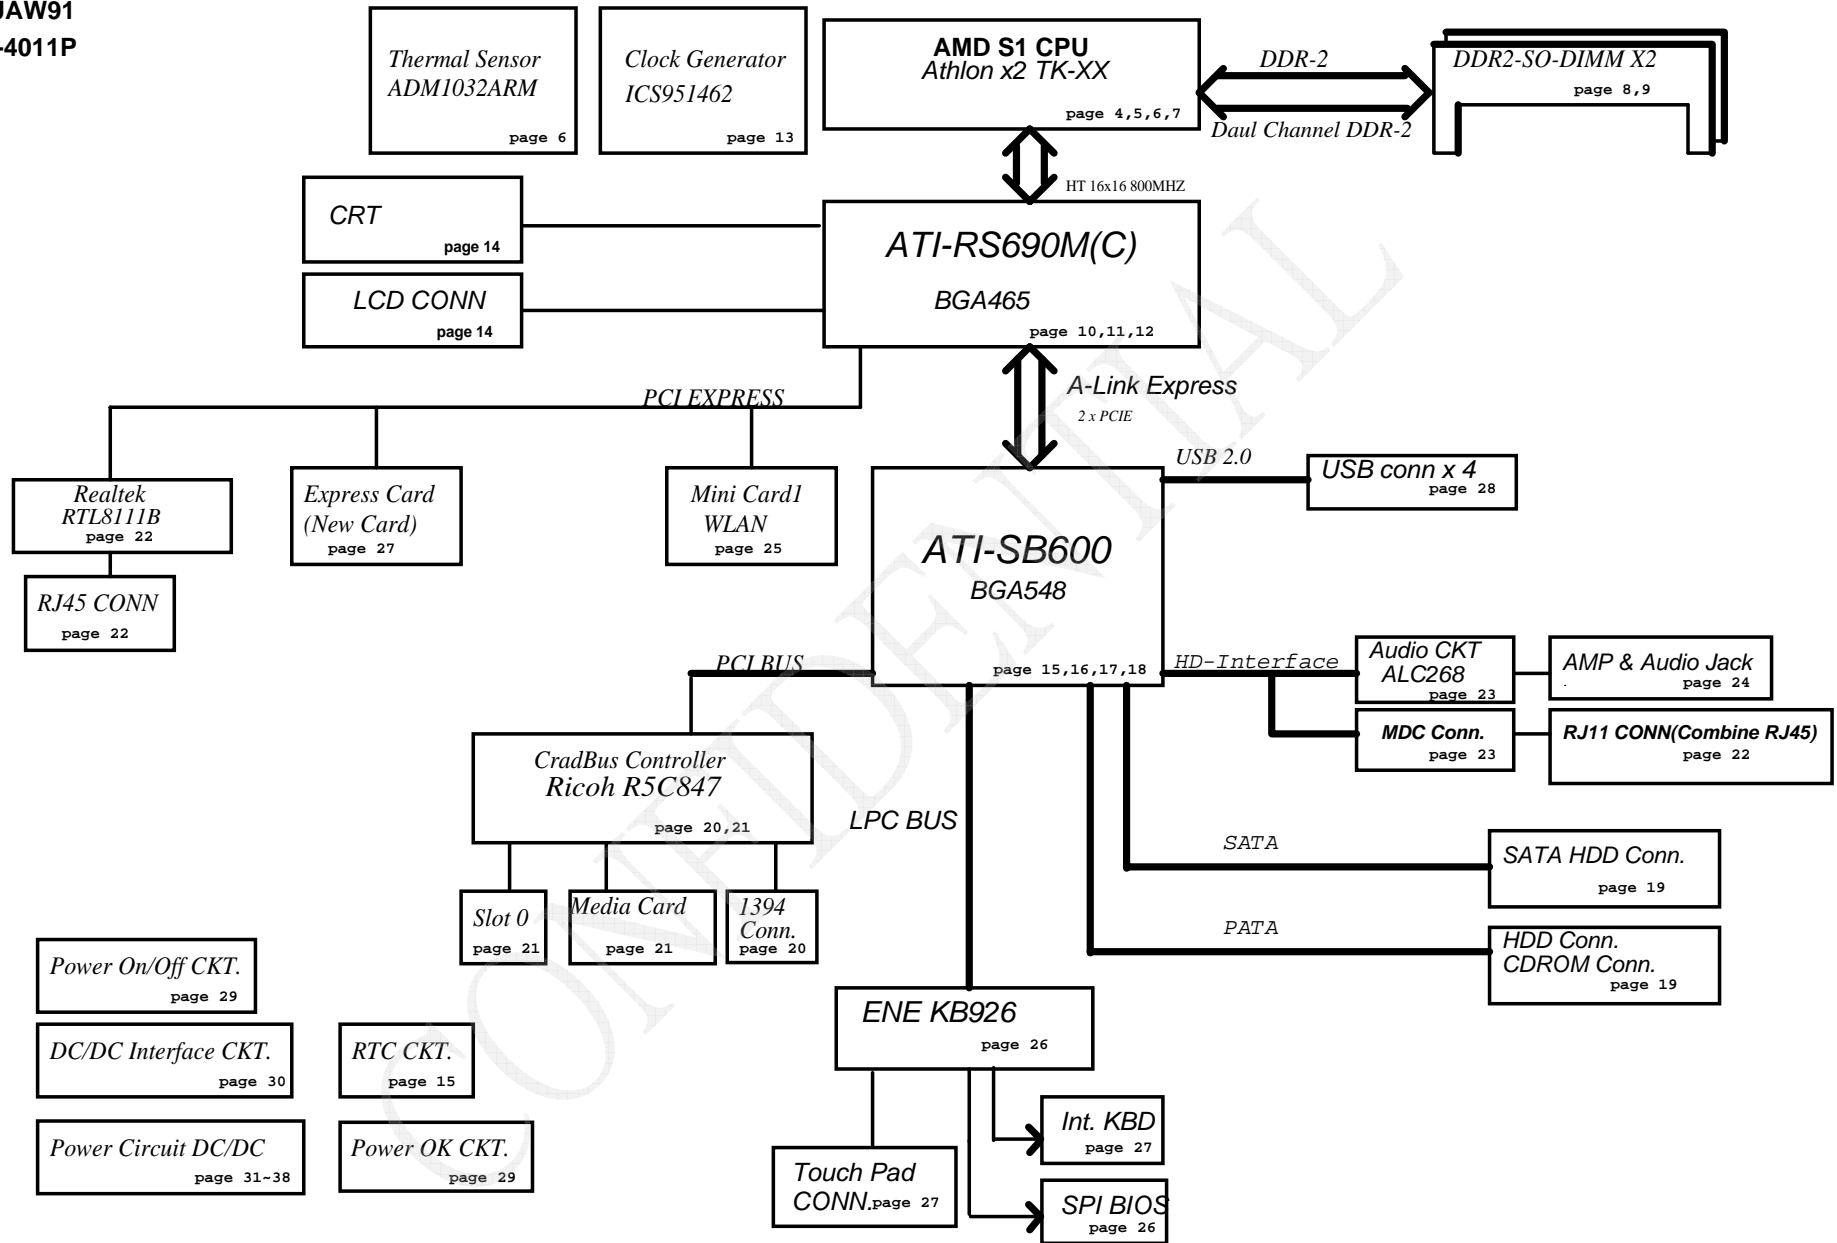 JAW91
-4011P
Thermal Sensor
ADM1032ARM
page 6
Clock Generator
ICS951462
page 13
AMD S1 CPU
Athlon x2 TK-XX
page 4,5,6,7
DDR-2
Daul Channel DDR-2
DDR2-SO-DIMM X2
page 8,9
HT 16x16 800MHZ
CRT
page 14
LCD CONN
page 14
ATI-RS690M(C)
BGA465
page 10,11,12
A-Link Express
2 x PCIE
PCI EXPRESS
Realtek
RTL8111B
page 22
RJ45 CONN
page 22
Express Card
(New Card)
page 27
Mini Card1
WLAN
page 25
ATI-SB600
BGA548
page 15,16,17,18
USB 2.0
USB conn x 4
page 28
PCI BUS
HD-Interface
Audio CKT
ALC268
page 23
AMP & Audio Jack
page 24
MDC Conn.
page 23
RJ11 CONN(Combine RJ45)
page 22
CradBus Controller
Ricoh R5C847
page 20,21
Slot 0
page 21
Media Card
page 21
1394
Conn.
page 20
LPC BUS
SATA
SATA HDD Conn.
page 19
PATA
HDD Conn.
CDROM Conn.
page 19
ENE KB926
page 26
Int. KBD
page 27
Touch Pad
CONN.
page 27
SPI BIOS
page 26
Power On/Off CKT.
page 29
DC/DC Interface CKT.
page 30
RTC CKT.
page 15
Power Circuit DC/DC
page 31~38
Power OK CKT.
page 29
CONFIDENTIAL